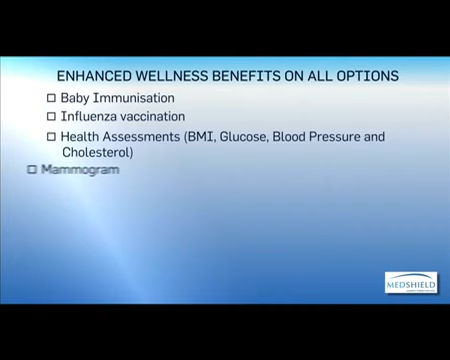 ENHANCED WELLNESS BENEFITS ON ALL OPTIONS
Baby Immunisation
Influenza vaccination
Health Assessments (BMI, Glucose, Blood Pressure and
Cholesterol)
Mammogram
MEDSHIELD